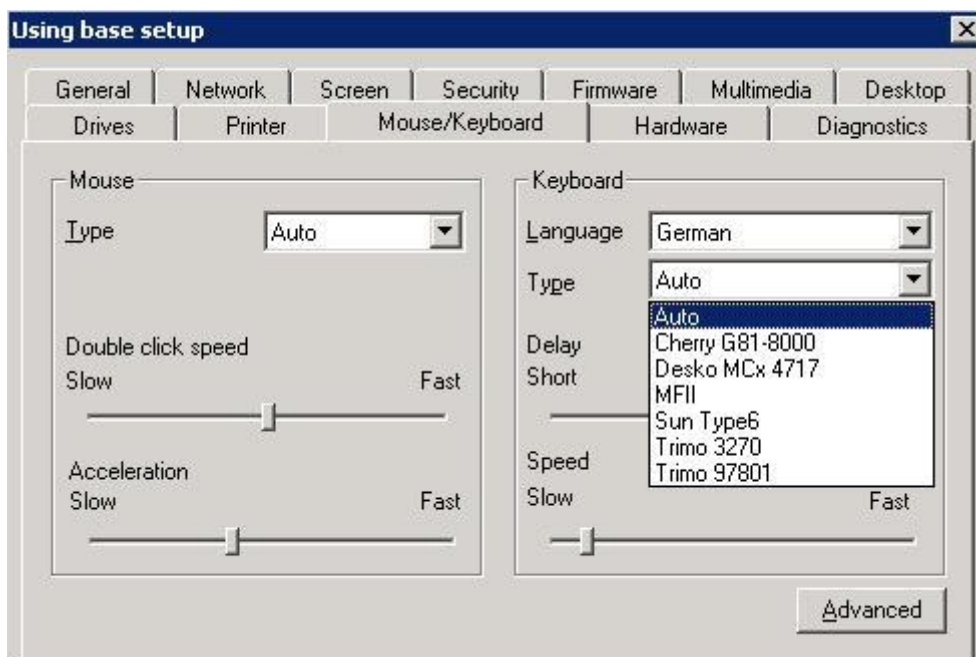 Using base setup
General Network Screen Security Firmware Multimedia Desktop
Drives Printer Mouse/Keyboard Hardware Diagnostics
Mouse
Type Auto
Double click speed
Slow Fast
Acceleration
Slow Fast
Keyboard
Language German
Type Auto
Auto
Cherry G81-8000
Desko MCx 4717
MFII
Sun Type6
Trimo 3270
Trimo 97801
Delay
Short
Speed
Slow Fast
Advanced